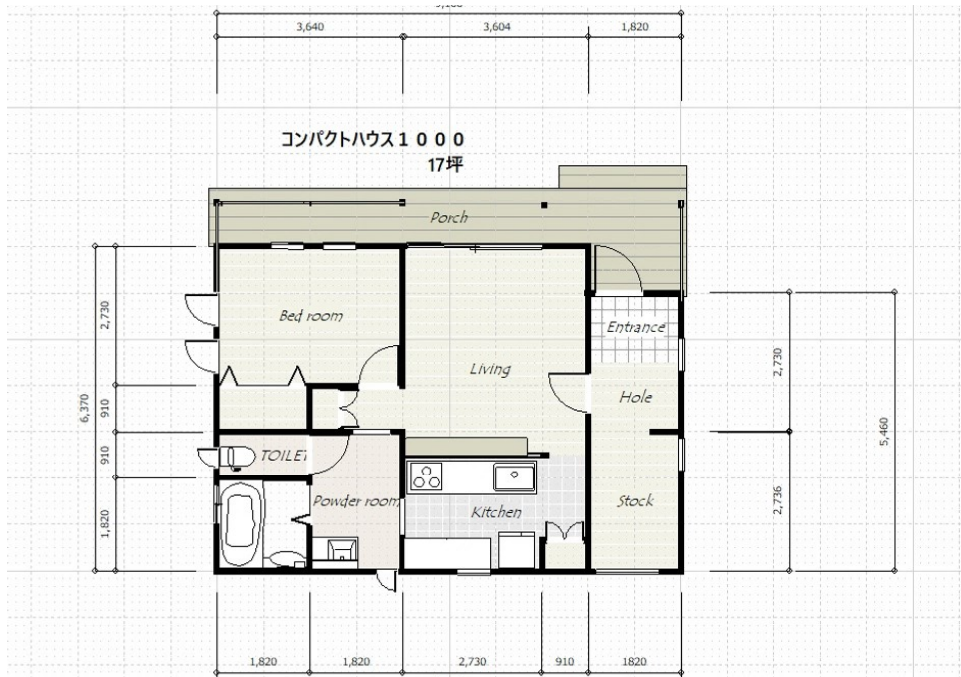 3,640
3,604
1,820
コンパクトハウス１０００
17坪
Porch
Bed room
Living
Entrance
Hole
TOILET
Powder room
Kitchen
Stock
6,370
2,730
910
910
1,820
2,730
2,736
5,460
1,820
1,820
2,730
910
1820